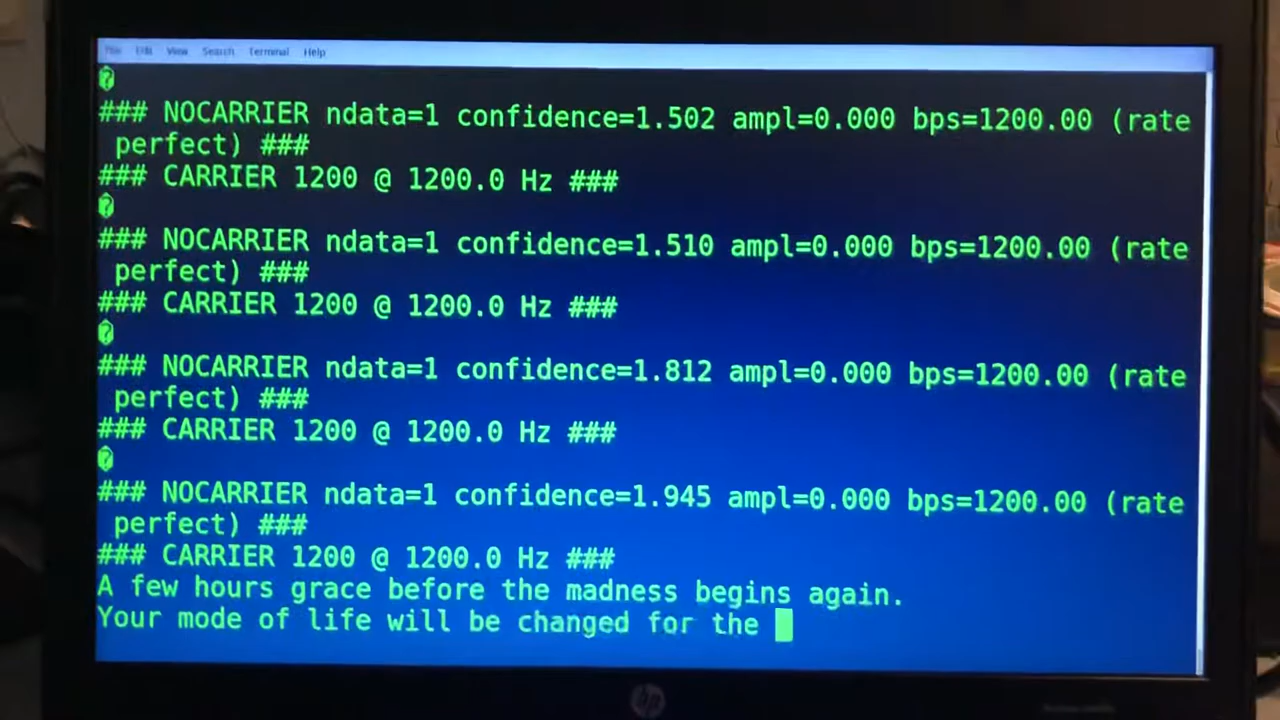 File Edit View Search Terminal Help
�
### NOCARRIER ndata=1 confidence=1.502 ampl=0.000 bps=1200.00 (rate
perfect) ###
### CARRIER 1200 @ 1200.0 Hz ###
�
### NOCARRIER ndata=1 confidence=1.510 ampl=0.000 bps=1200.00 (rate
perfect) ###
### CARRIER 1200 @ 1200.0 Hz ###
�
### NOCARRIER ndata=1 confidence=1.812 ampl=0.000 bps=1200.00 (rate
perfect) ###
### CARRIER 1200 @ 1200.0 Hz ###
�
### NOCARRIER ndata=1 confidence=1.945 ampl=0.000 bps=1200.00 (rate
perfect) ###
### CARRIER 1200 @ 1200.0 Hz ###
A few hours grace before the madness begins again.
Your mode of life will be changed for the
hp